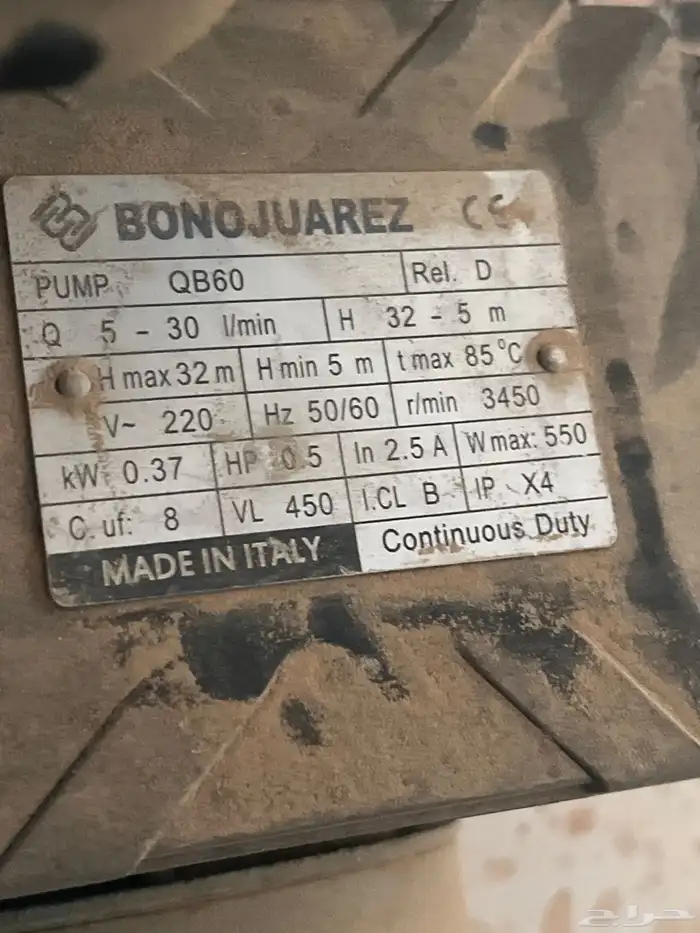 BONOJUAREZ CE
PUMP QB60 Rel. D
Q 5 - 30 l/min H 32 - 5 m
H max 32 m H min 5 m t max 85°C
V~ 220 Hz 50/60 r/min 3450
kW 0.37 HP 0.5 In 2.5 A W max: 550
C. uf: 8 VL 450 I.CL B IP X4
MADE IN ITALY Continuous Duty
حراج